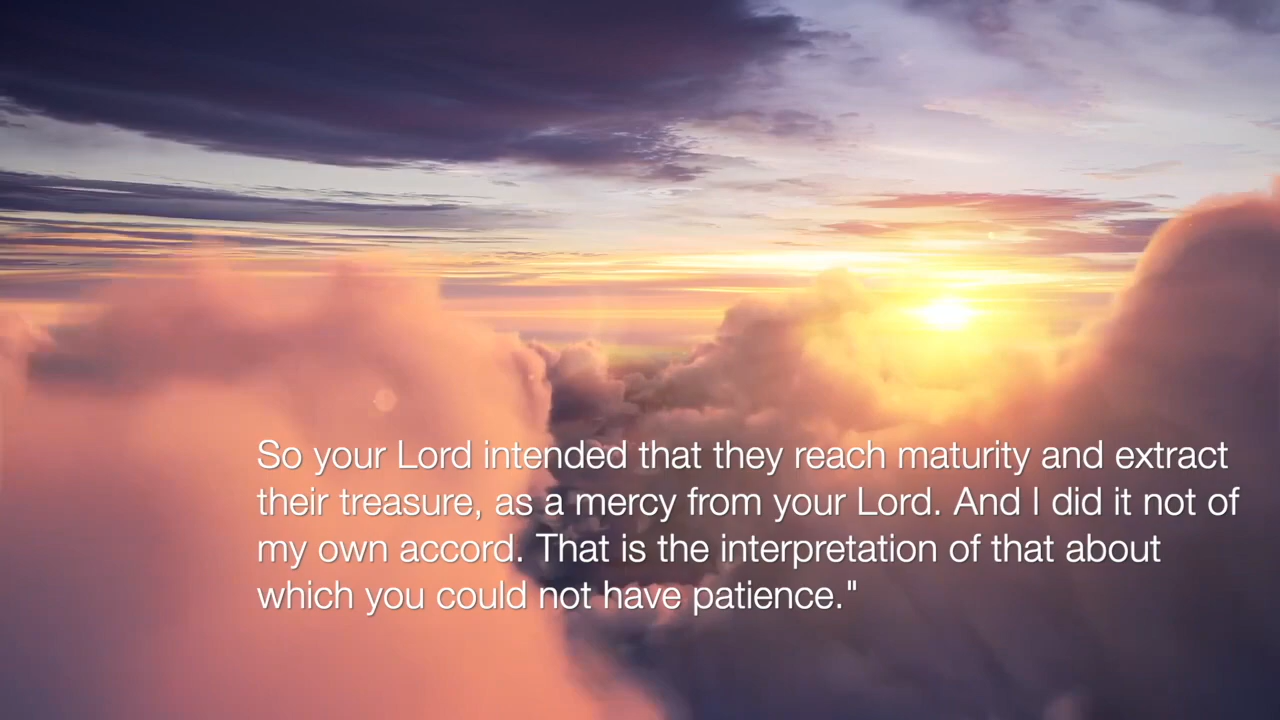 So your Lord intended that they reach maturity and extract
their treasure, as a mercy from your Lord. And I did it not of
my own accord. That is the interpretation of that about
which you could not have patience."